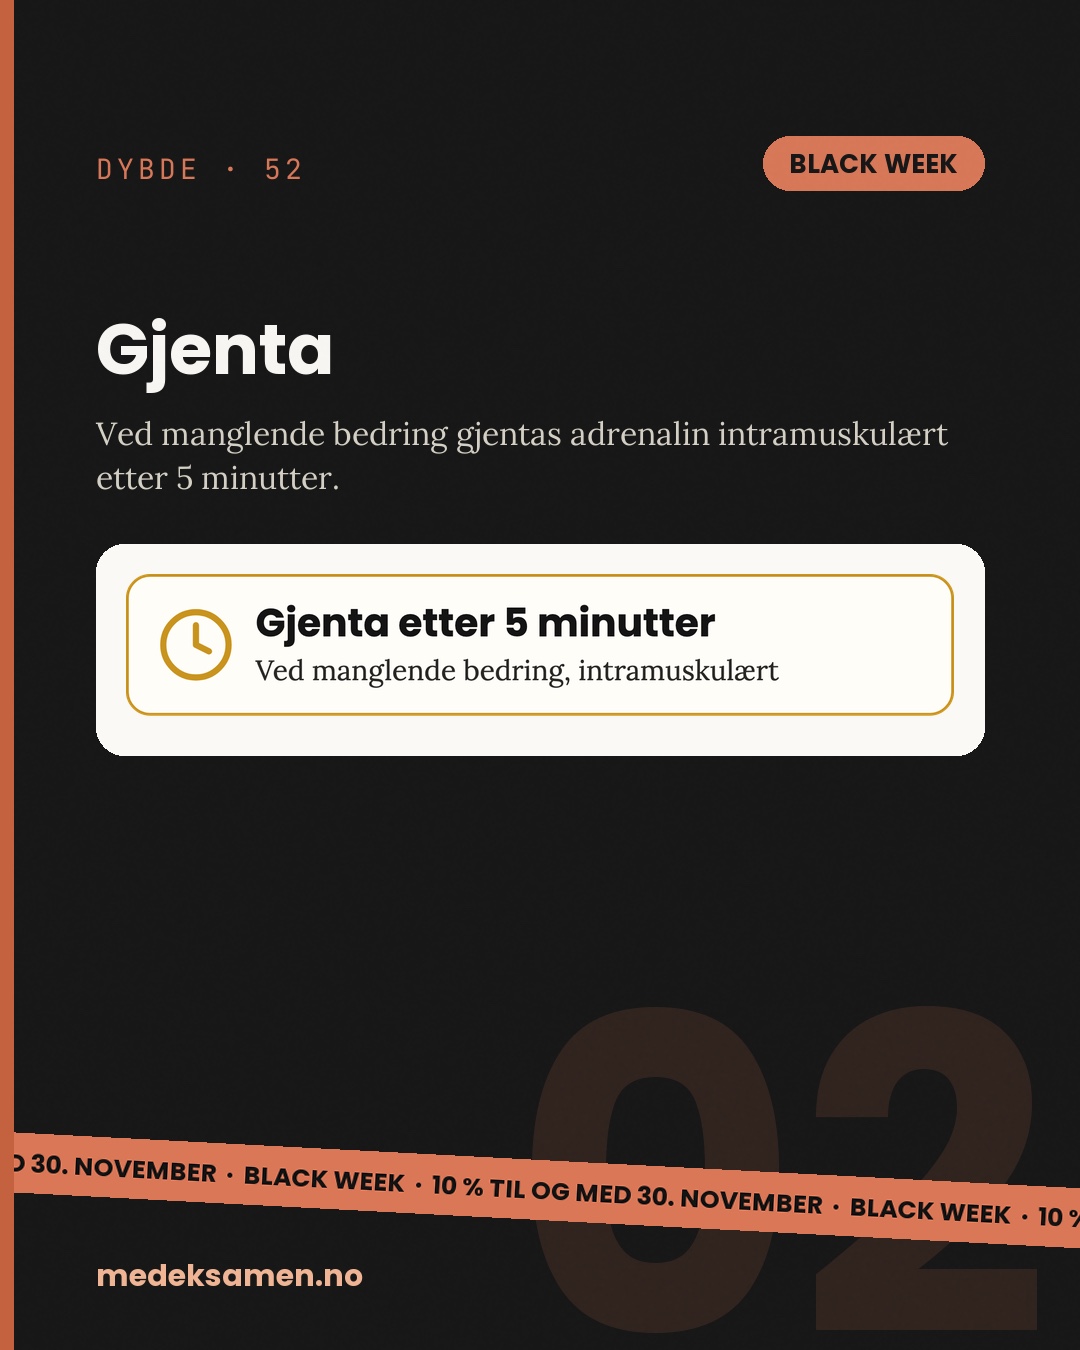 DYBDE · 52
BLACK WEEK
Gjenta
Ved manglende bedring gjentas adrenalin intramuskulært
etter 5 minutter.
Gjenta etter 5 minutter
Ved manglende bedring, intramuskulært
02
30. NOVEMBER · BLACK WEEK · 10 % TIL OG MED 30. NOVEMBER · BLACK WEEK · 10 %
medeksamen.no